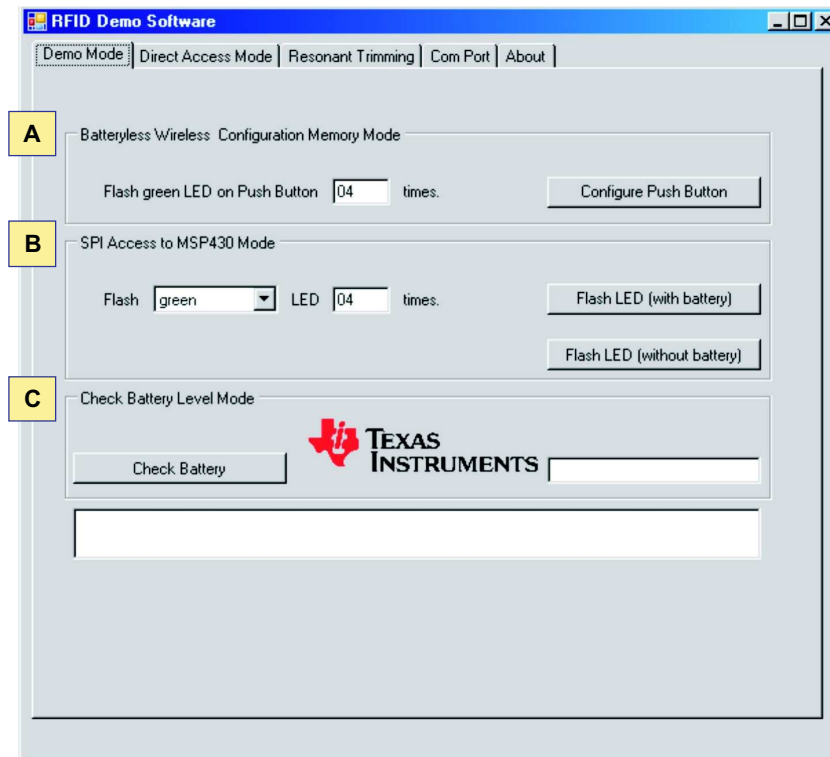 RFID Demo Software
Demo Mode Direct Access Mode Resonant Trimming Com Port About
A
Batteryless Wireless Configuration Memory Mode
Flash green LED on Push Button 04 times. Configure Push Button
B
SPI Access to MSP430 Mode
Flash green LED 04 times. Flash LED (with battery)
Flash LED (without battery)
C
Check Battery Level Mode
TEXAS
INSTRUMENTS
Check Battery